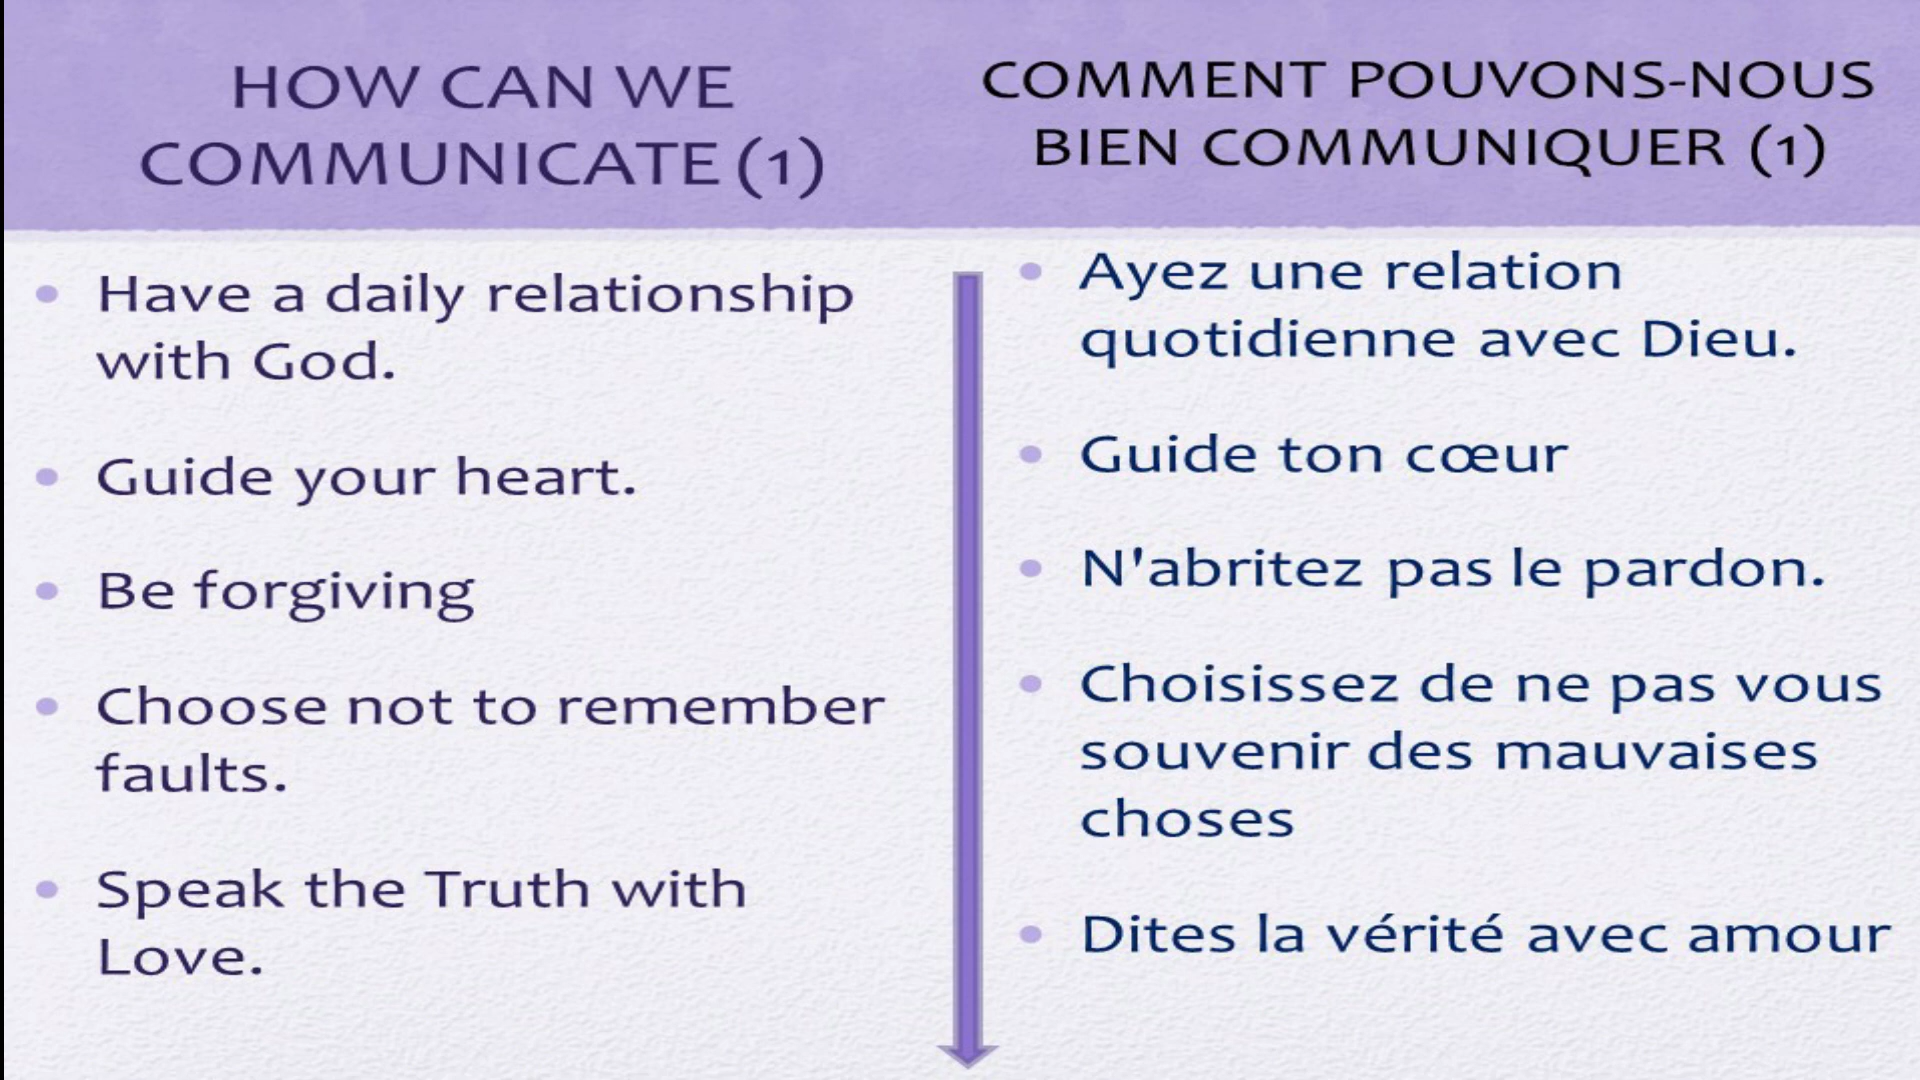 HOW CAN WE
COMMUNICATE (1)
• Have a daily relationship
with God.
• Guide your heart.
• Be forgiving
• Choose not to remember
faults.
• Speak the Truth with
Love.
COMMENT POUVONS-NOUS
BIEN COMMUNIQUER (1)
• Ayez une relation
quotidienne avec Dieu.
• Guide ton cœur
• N'abritez pas le pardon.
• Choisissez de ne pas vous
souvenir des mauvaises
choses
• Dites la vérité avec amour